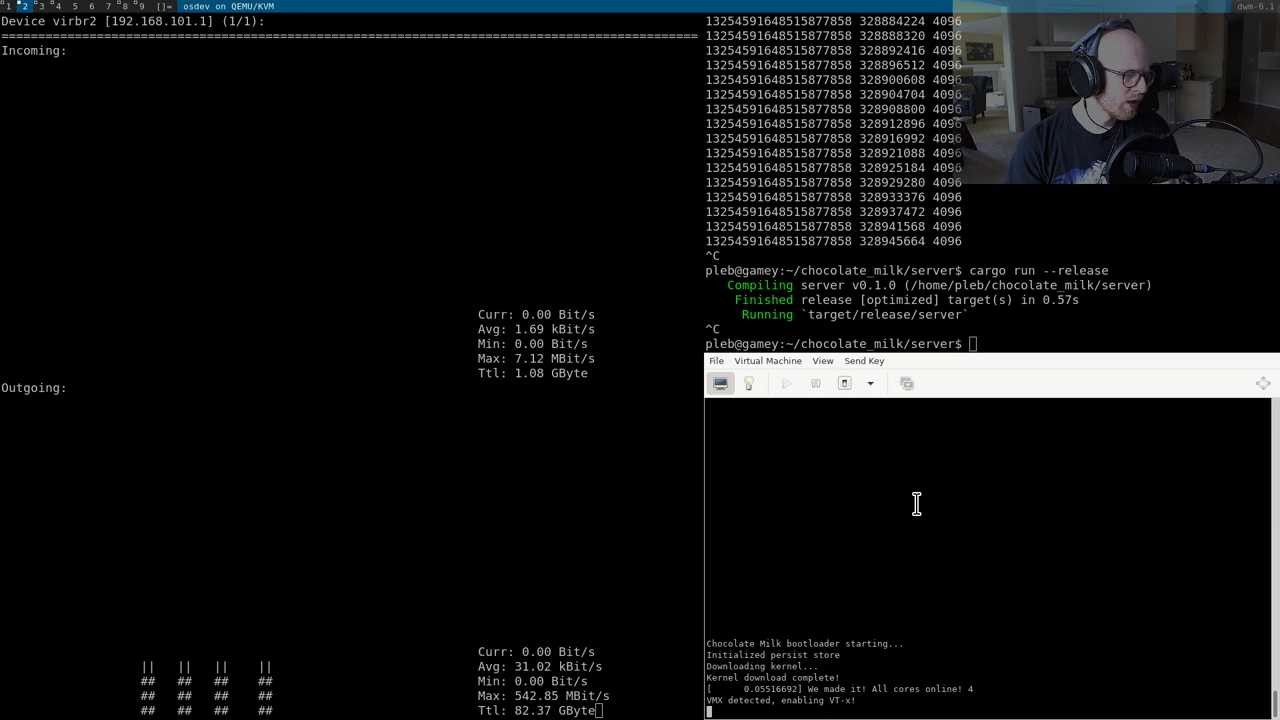 1 2 3 4 5 6 7 8 9 []= osdev on QEMU/KVM dwm-6.1
Device virbr2 [192.168.101.1] (1/1):
================================================================================================
Incoming:
Curr: 0.00 Bit/s
Avg: 1.69 kBit/s
Min: 0.00 Bit/s
Max: 7.12 MBit/s
Ttl: 1.08 GByte
Outgoing:
Curr: 0.00 Bit/s
|| || || || Avg: 31.02 kBit/s
## ## ## ## Min: 0.00 Bit/s
## ## ## ## Max: 542.85 MBit/s
## ## ## ## Ttl: 82.37 GByte
13254591648515877858 328884224 4096
13254591648515877858 328888320 4096
13254591648515877858 328892416 4096
13254591648515877858 328896512 4096
13254591648515877858 328900608 4096
13254591648515877858 328904704 4096
13254591648515877858 328908800 4096
13254591648515877858 328912896 4096
13254591648515877858 328916992 4096
13254591648515877858 328921088 4096
13254591648515877858 328925184 4096
13254591648515877858 328929280 4096
13254591648515877858 328933376 4096
13254591648515877858 328937472 4096
13254591648515877858 328941568 4096
13254591648515877858 328945664 4096
^C
pleb@gamey:~/chocolate_milk/server$ cargo run --release
Compiling server v0.1.0 (/home/pleb/chocolate_milk/server)
Finished release [optimized] target(s) in 0.57s
Running `target/release/server`
^C
pleb@gamey:~/chocolate_milk/server$
File Virtual Machine View Send Key
Chocolate Milk bootloader starting...
Initialized persist store
Downloading kernel...
Kernel download complete!
[ 0.05516692] We made it! All cores online! 4
VMX detected, enabling VT-x!